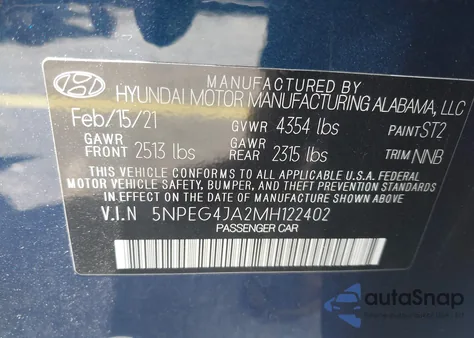 MANUFACTURED BY
HYUNDAI MOTOR MANUFACTURING ALABAMA, LLC
Feb/15/21 GVWR 4354 lbs PAINT ST2
GAWR FRONT 2513 lbs GAWR REAR 2315 lbs TRIM NNB
THIS VEHICLE CONFORMS TO ALL APPLICABLE U.S.A. FEDERAL
MOTOR VEHICLE SAFETY, BUMPER, AND THEFT PREVENTION STANDARDS
IN EFFECT ON THE DATE OF MANUFACTURE SHOWN ABOVE.
V.I.N 5NPEG4JA2MH122402
PASSENGER CAR
autoSnap